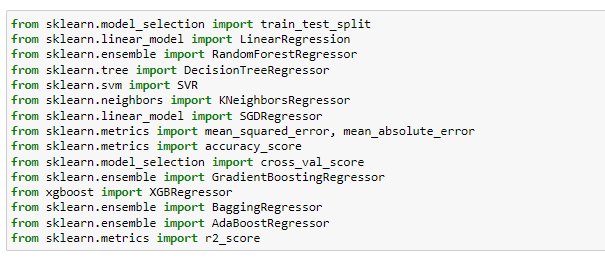 from sklearn.model_selection import train_test_split
from sklearn.linear_model import LinearRegression
from sklearn.ensemble import RandomForestRegressor
from sklearn.tree import DecisionTreeRegressor
from sklearn.svm import SVR
from sklearn.neighbors import KNeighborsRegressor
from sklearn.linear_model import SGDRegressor
from sklearn.metrics import mean_squared_error, mean_absolute_error
from sklearn.metrics import accuracy_score
from sklearn.model_selection import cross_val_score
from sklearn.ensemble import GradientBoostingRegressor
from xgboost import XGBRegressor
from sklearn.ensemble import BaggingRegressor
from sklearn.ensemble import AdaBoostRegressor
from sklearn.metrics import r2_score